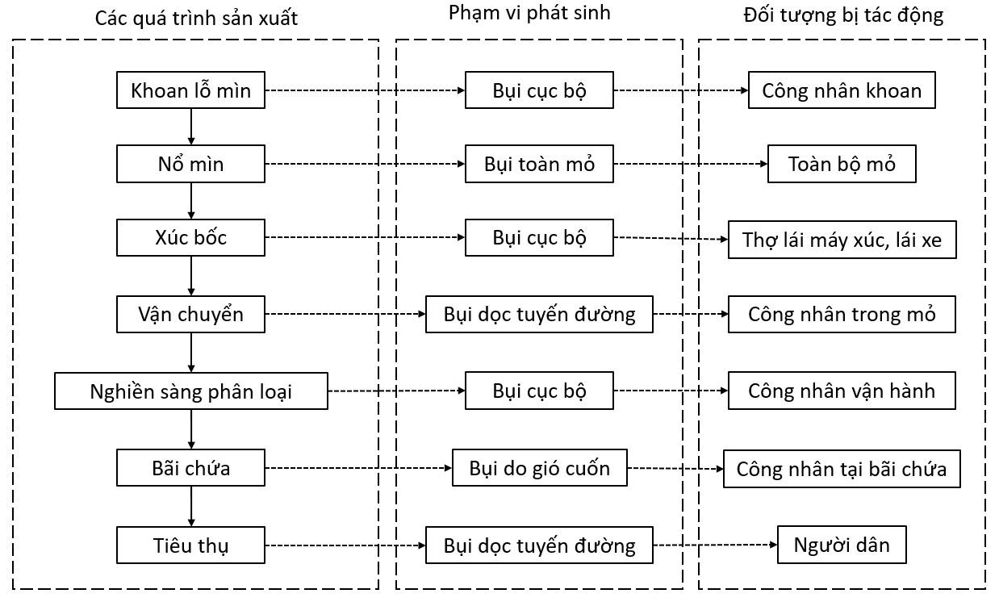 Các quá trình sản xuất
Phạm vi phát sinh
Đối tượng bị tác động
Khoan lỗ mìn
Bụi cục bộ
Công nhân khoan
Nổ mìn
Bụi toàn mỏ
Toàn bộ mỏ
Xúc bốc
Bụi cục bộ
Thợ lái máy xúc, lái xe
Vận chuyển
Bụi dọc tuyến đường
Công nhân trong mỏ
Nghiền sàng phân loại
Bụi cục bộ
Công nhân vận hành
Bãi chứa
Bụi do gió cuốn
Công nhân tại bãi chứa
Tiêu thụ
Bụi dọc tuyến đường
Người dân